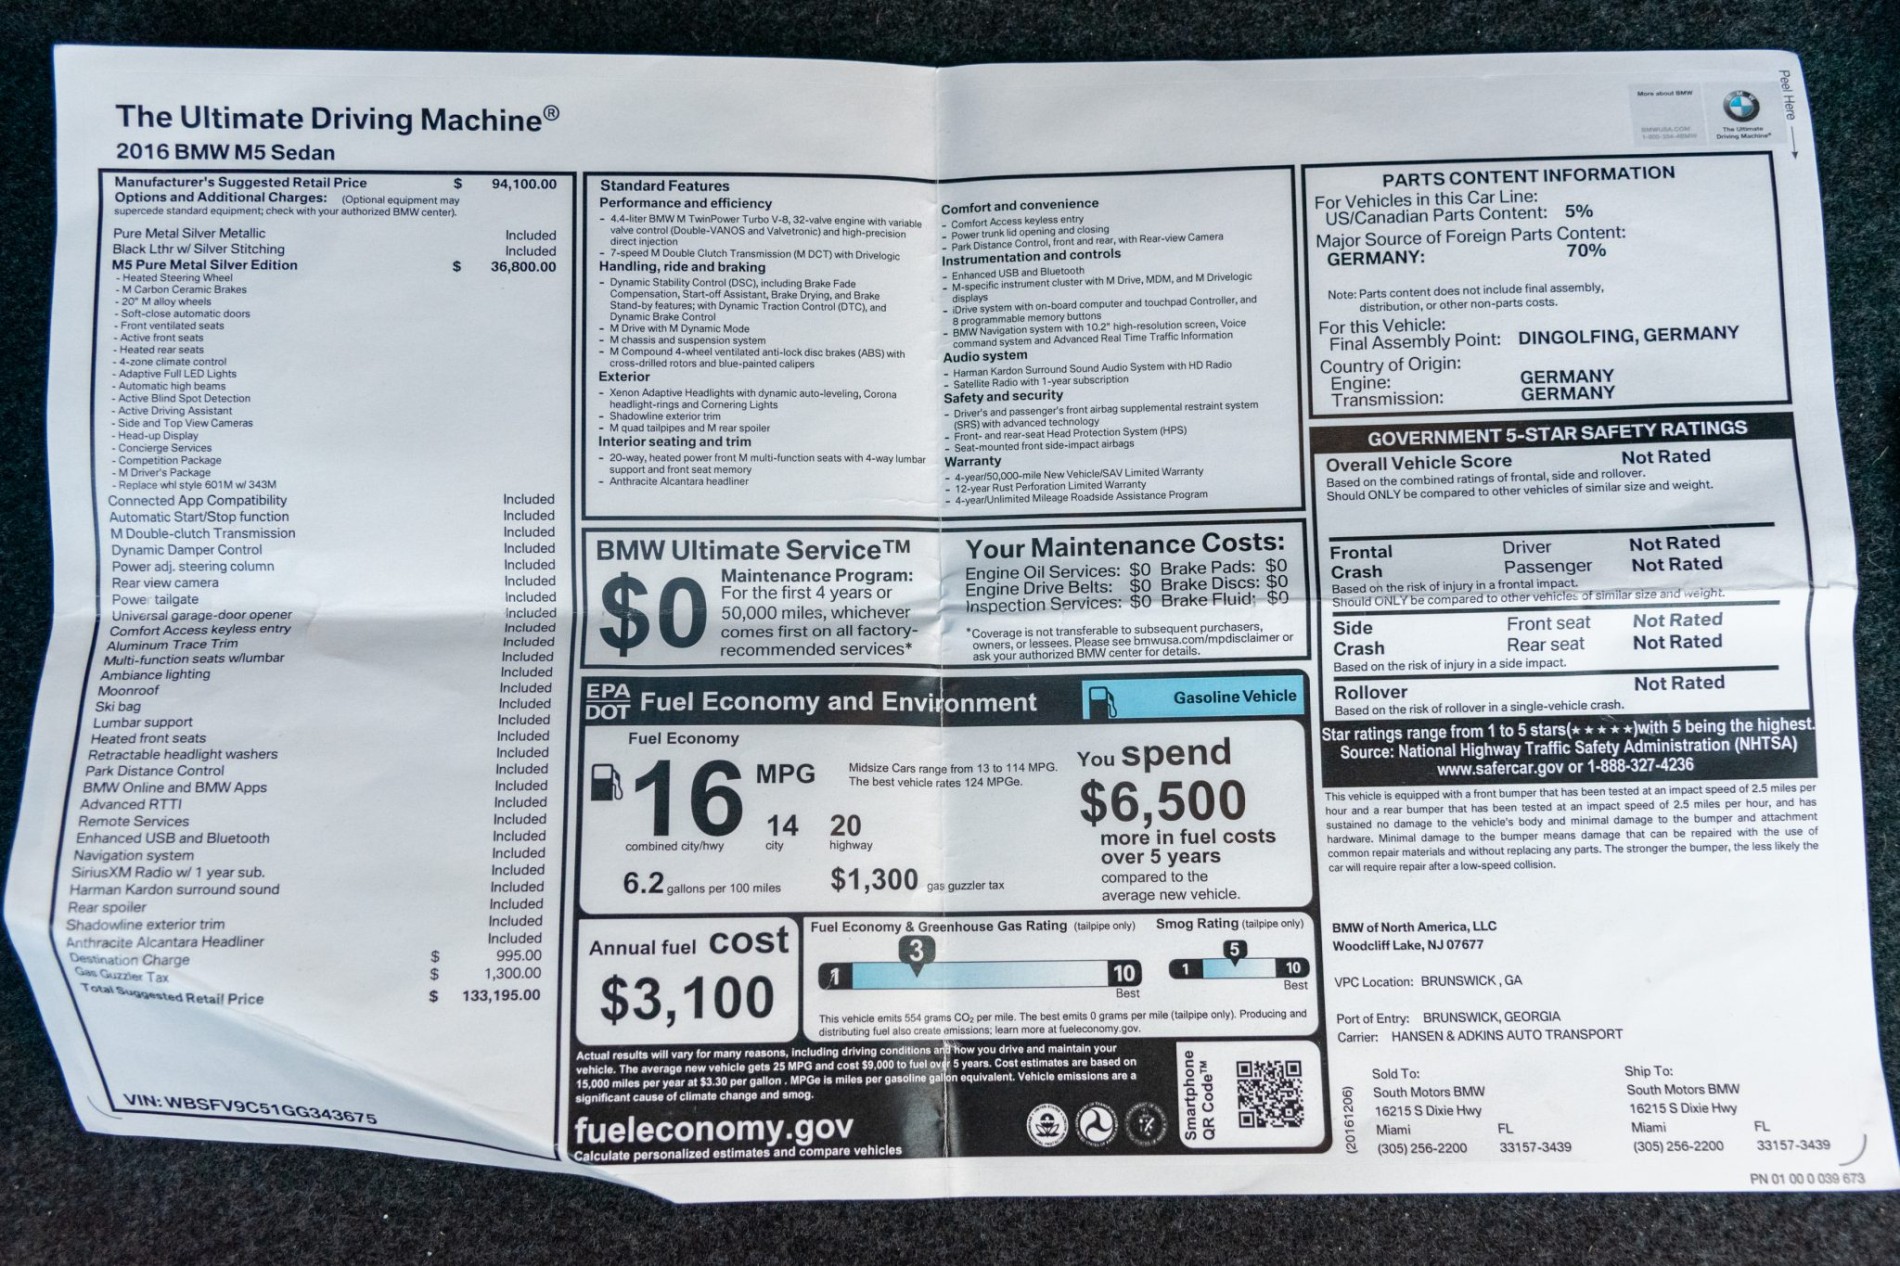 The Ultimate Driving Machine®
2016 BMW M5 Sedan
More about BMW
BMWUSA.COM
The Ultimate
Driving Machine®
Peel Here
Manufacturer's Suggested Retail Price $ 94,100.00
Options and Additional Charges: (Optional equipment may
supercede standard equipment; check with your authorized BMW center).
Pure Metal Silver Metallic Included
Black Lthr w/ Silver Stitching Included
M5 Pure Metal Silver Edition $ 36,800.00
- Heated Steering Wheel
- M Carbon Ceramic Brakes
- 20" M alloy wheels
- Soft-close automatic doors
- Front ventilated seats
- Active front seats
- Heated rear seats
- 4-zone climate control
- Adaptive Full LED Lights
- Automatic high beams
- Active Blind Spot Detection
- Active Driving Assistant
- Side and Top View Cameras
- Head-up Display
- Concierge Services
- Competition Package
- M Driver's Package
- Replace whl style 601M w/ 343M
Connected App Compatibility Included
Automatic Start/Stop function Included
M Double-clutch Transmission Included
Dynamic Damper Control Included
Power adj. steering column Included
Rear view camera Included
Power tailgate Included
Universal garage-door opener Included
Comfort Access keyless entry Included
Aluminum Trace Trim Included
Multi-function seats w/lumbar Included
Ambiance lighting Included
Moonroof Included
Ski bag Included
Lumbar support Included
Heated front seats Included
Retractable headlight washers Included
Park Distance Control Included
BMW Online and BMW Apps Included
Advanced RTTI Included
Remote Services Included
Enhanced USB and Bluetooth Included
Navigation system Included
SiriusXM Radio w/ 1 year sub. Included
Harman Kardon surround sound Included
Rear spoiler Included
Shadowline exterior trim Included
Anthracite Alcantara Headliner Included
Destination Charge $ 995.00
Gas Guzzler Tax $ 1,300.00
Total Suggested Retail Price $ 133,195.00
VIN: WBSFV9C51GG343675
Standard Features
Performance and efficiency
- 4.4-liter BMW M TwinPower Turbo V-8, 32-valve engine with variable
valve control (Double-VANOS and Valvetronic) and high-precision
direct injection
- 7-speed M Double Clutch Transmission (M DCT) with Drivelogic
Handling, ride and braking
- Dynamic Stability Control (DSC), including Brake Fade
Compensation, Start-off Assistant, Brake Drying, and Brake
Stand-by features; with Dynamic Traction Control (DTC), and
Dynamic Brake Control
- M Drive with M Dynamic Mode
- M chassis and suspension system
- M Compound 4-wheel ventilated anti-lock disc brakes (ABS) with
cross-drilled rotors and blue-painted calipers
Exterior
- Xenon Adaptive Headlights with dynamic auto-leveling, Corona
headlight-rings and Cornering Lights
- Shadowline exterior trim
- M quad tailpipes and M rear spoiler
Interior seating and trim
- 20-way, heated power front M multi-function seats with 4-way lumbar
support and front seat memory
- Anthracite Alcantara headliner
Comfort and convenience
- Comfort Access keyless entry
- Power trunk lid opening and closing
- Park Distance Control, front and rear, with Rear-view Camera
Instrumentation and controls
- Enhanced USB and Bluetooth
- M-specific instrument cluster with M Drive, MDM, and M Drivelogic
displays
- iDrive system with on-board computer and touchpad Controller, and
8 programmable memory buttons
- BMW Navigation system with 10.2" high-resolution screen, Voice
command system and Advanced Real Time Traffic Information
Audio system
- Harman Kardon Surround Sound Audio System with HD Radio
- Satellite Radio with 1-year subscription
Safety and security
- Driver's and passenger's front airbag supplemental restraint system
(SRS) with advanced technology
- Front- and rear-seat Head Protection System (HPS)
- Seat-mounted front side-impact airbags
Warranty
- 4-year/50,000-mile New Vehicle/SAV Limited Warranty
- 12-year Rust Perforation Limited Warranty
- 4-year/Unlimited Mileage Roadside Assistance Program
BMW Ultimate Service™
$0
Maintenance Program:
For the first 4 years or
50,000 miles, whichever
comes first on all factory-
recommended services*
Your Maintenance Costs:
Engine Oil Services: $0 Brake Pads: $0
Engine Drive Belts: $0 Brake Discs: $0
Inspection Services: $0 Brake Fluid: $0
*Coverage is not transferable to subsequent purchasers,
owners, or lessees. Please see bmwusa.com/mpdisclaimer or
ask your authorized BMW center for details.
EPA
DOT
Fuel Economy and Environment
Gasoline Vehicle
Fuel Economy
16 MPG
combined city/hwy
14
city
20
highway
Midsize Cars range from 13 to 114 MPG.
The best vehicle rates 124 MPGe.
6.2 gallons per 100 miles
$1,300 gas guzzler tax
You spend
$6,500
more in fuel costs
over 5 years
compared to the
average new vehicle.
Annual fuel cost
$3,100
Fuel Economy & Greenhouse Gas Rating (tailpipe only)
3
1 10
Best
Smog Rating (tailpipe only)
5
1 10
Best
This vehicle emits 554 grams CO₂ per mile. The best emits 0 grams per mile (tailpipe only). Producing and
distributing fuel also create emissions; learn more at fueleconomy.gov.
Actual results will vary for many reasons, including driving conditions and how you drive and maintain your
vehicle. The average new vehicle gets 25 MPG and cost $9,000 to fuel over 5 years. Cost estimates are based on
15,000 miles per year at $3.30 per gallon . MPGe is miles per gasoline gallon equivalent. Vehicle emissions are a
significant cause of climate change and smog.
fueleconomy.gov
Calculate personalized estimates and compare vehicles
Smartphone
QR Code™
PARTS CONTENT INFORMATION
For Vehicles in this Car Line:
US/Canadian Parts Content: 5%
Major Source of Foreign Parts Content:
GERMANY: 70%
Note: Parts content does not include final assembly,
distribution, or other non-parts costs.
For this Vehicle:
Final Assembly Point: DINGOLFING, GERMANY
Country of Origin:
Engine: GERMANY
Transmission: GERMANY
GOVERNMENT 5-STAR SAFETY RATINGS
Overall Vehicle Score Not Rated
Based on the combined ratings of frontal, side and rollover.
Should ONLY be compared to other vehicles of similar size and weight.
Frontal Driver Not Rated
Crash Passenger Not Rated
Based on the risk of injury in a frontal impact.
Should ONLY be compared to other vehicles of similar size and weight.
Side Front seat Not Rated
Crash Rear seat Not Rated
Based on the risk of injury in a side impact.
Rollover Not Rated
Based on the risk of rollover in a single-vehicle crash.
Star ratings range from 1 to 5 stars(★★★★★)with 5 being the highest.
Source: National Highway Traffic Safety Administration (NHTSA)
www.safercar.gov or 1-888-327-4236
This vehicle is equipped with a front bumper that has been tested at an impact speed of 2.5 miles per
hour and a rear bumper that has been tested at an impact speed of 2.5 miles per hour, and has
sustained no damage to the vehicle's body and minimal damage to the bumper and attachment
hardware. Minimal damage to the bumper means damage that can be repaired with the use of
common repair materials and without replacing any parts. The stronger the bumper, the less likely the
car will require repair after a low-speed collision.
BMW of North America, LLC
Woodcliff Lake, NJ 07677
VPC Location: BRUNSWICK , GA
Port of Entry: BRUNSWICK, GEORGIA
Carrier: HANSEN & ADKINS AUTO TRANSPORT
(20161206)
Sold To:
South Motors BMW
16215 S Dixie Hwy
Miami FL
(305) 256-2200 33157-3439
Ship To:
South Motors BMW
16215 S Dixie Hwy
Miami FL
(305) 256-2200 33157-3439
PN 01 00 0 039 673